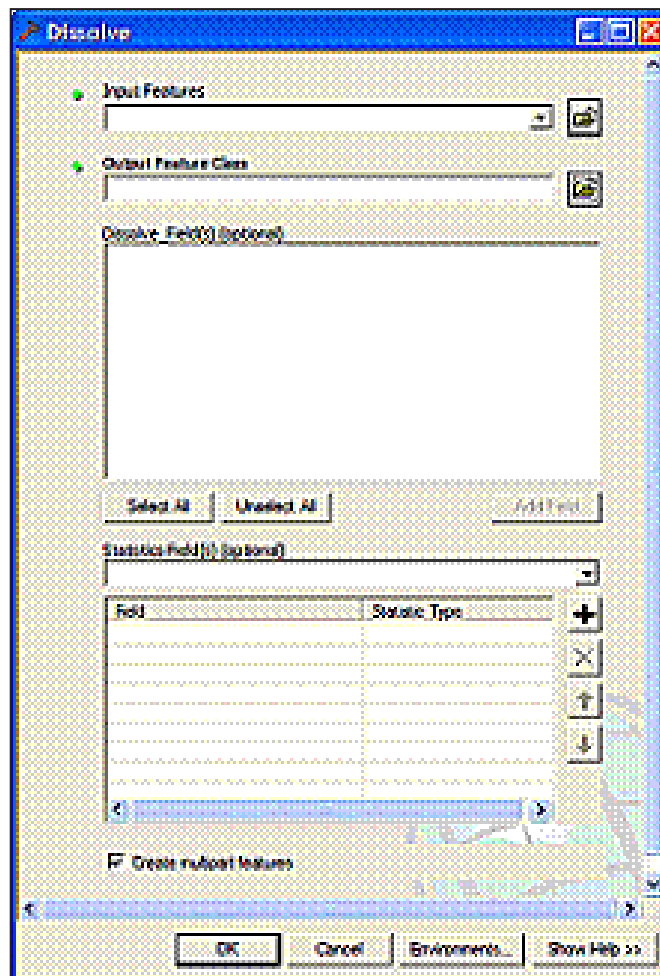 Dissolve
Input Features
Output Feature Class
Dissolve_Field(s) (optional)
Select All
Unselect All
Add Field
Statistics Field(s) (optional)
Field
Statistic Type
Create multipart features
OK
Cancel
Environments...
Show Help >>